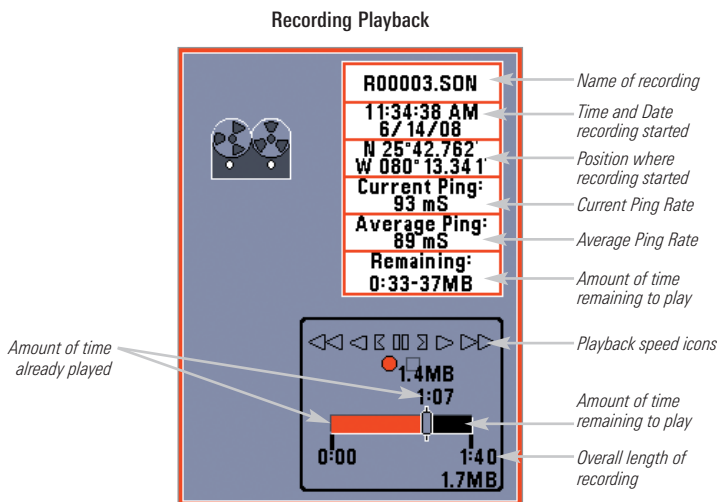 Recording Playback
R00003.SON
11:34:38 AM
6/14/08
N 25°42.762'
W 080°13.341'
Current Ping:
93 mS
Average Ping:
89 mS
Remaining:
0:33-37MB
Name of recording
Time and Date
recording started
Position where
recording started
Current Ping Rate
Average Ping Rate
Amount of time
remaining to play
Playback speed icons
Amount of time
already played
1.4MB
1:07
Amount of time
remaining to play
0:00
1:40
1.7MB
Overall length of
recording